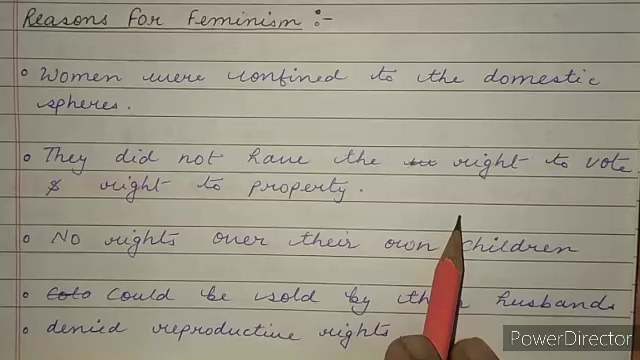 Reasons For Feminism :-
• Women were confined to the domestic
spheres.
• They did not have the right to vote
& right to property.
• No rights over their own children
• Could be sold by their husbands
• denied reproductive rights
PowerDirector